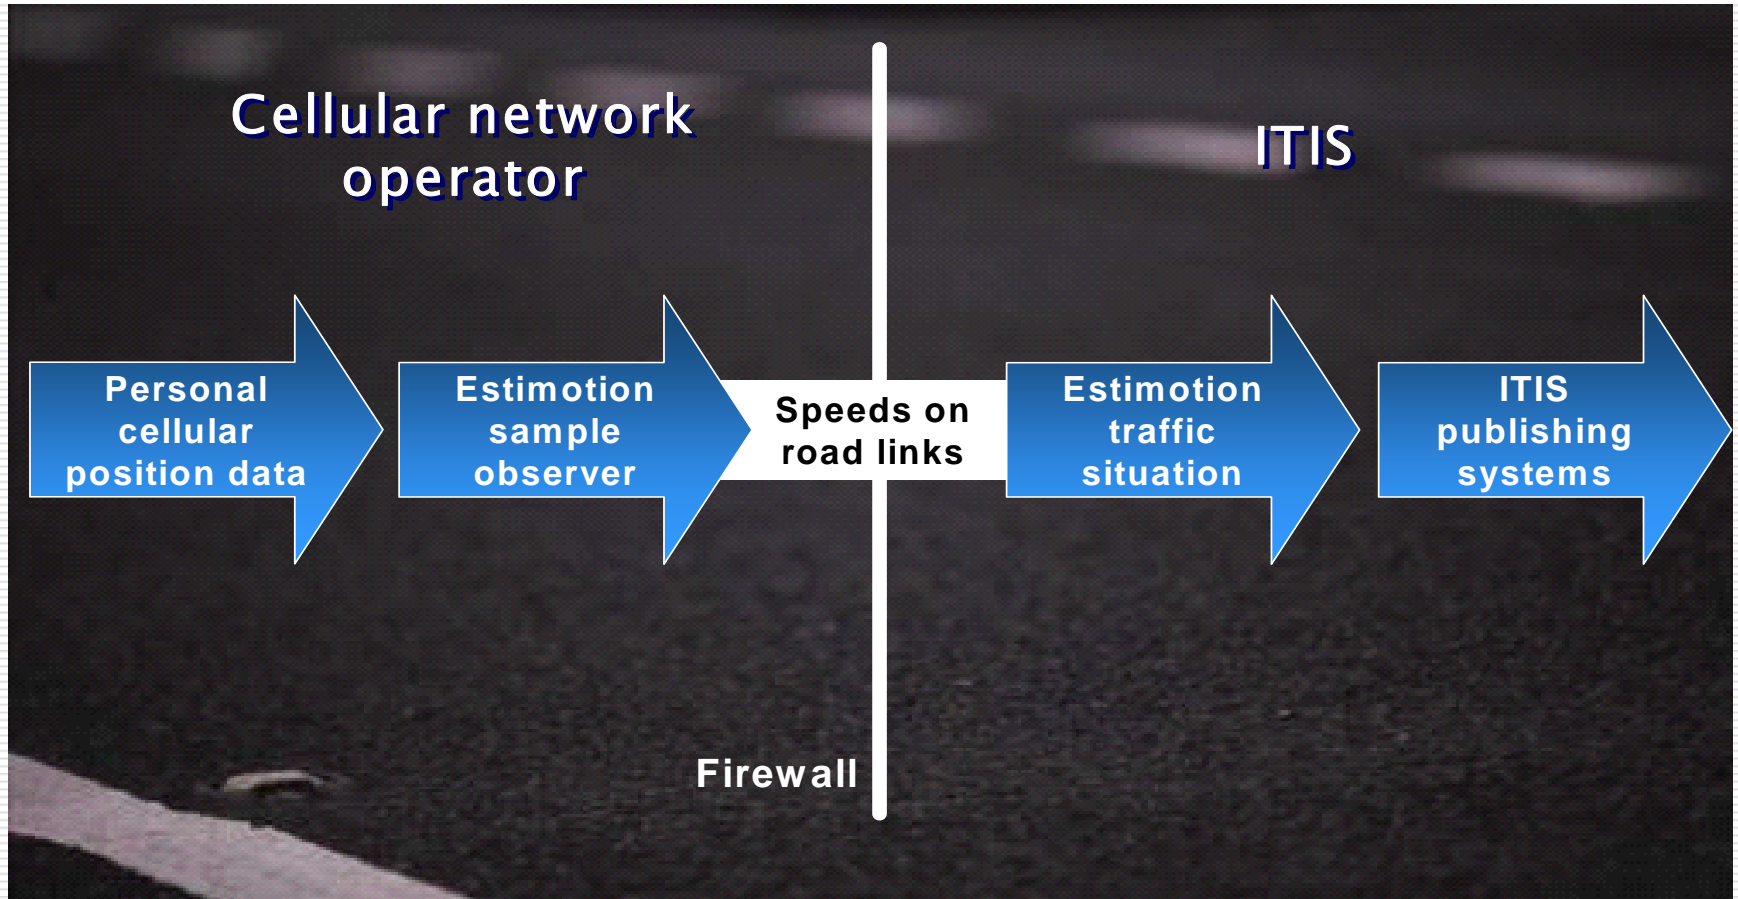 Cellular network
operator
ITIS
Personal
cellular
position data
Estimotion
sample
observer
Speeds on
road links
Estimotion
traffic
situation
ITIS
publishing
systems
Firewall